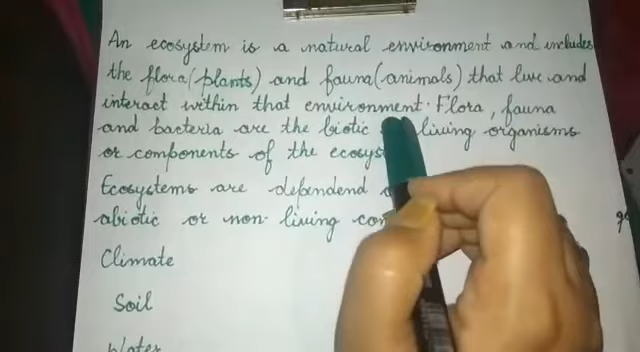 An ecosystem is a natural environment and includes
the flora(plants) and fauna(animals) that live and
interact within that environment. Flora, fauna
and bacteria are the biotic living organisms
or components of the
Ecosystems are dependend
abiotic or non-living
Climate
Soil
Water